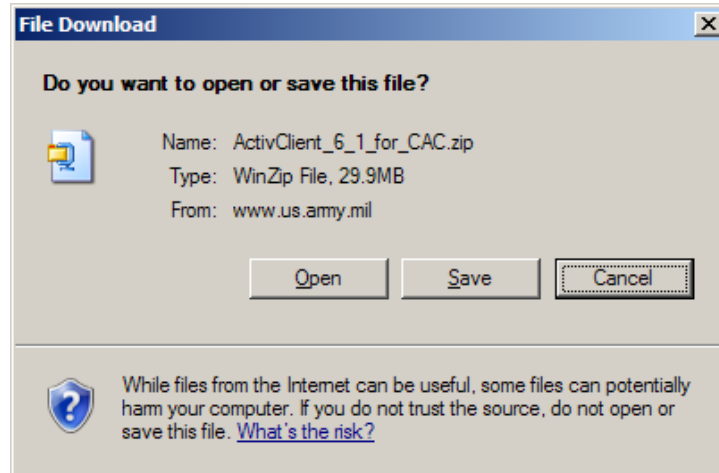 File Download
Do you want to open or save this file?
Name: ActivClient_6_1_for_CAC.zip
Type: WinZip File, 29.9MB
From: www.us.army.mil
Open Save Cancel
While files from the Internet can be useful, some files can potentially
harm your computer. If you do not trust the source, do not open or
save this file. What's the risk?